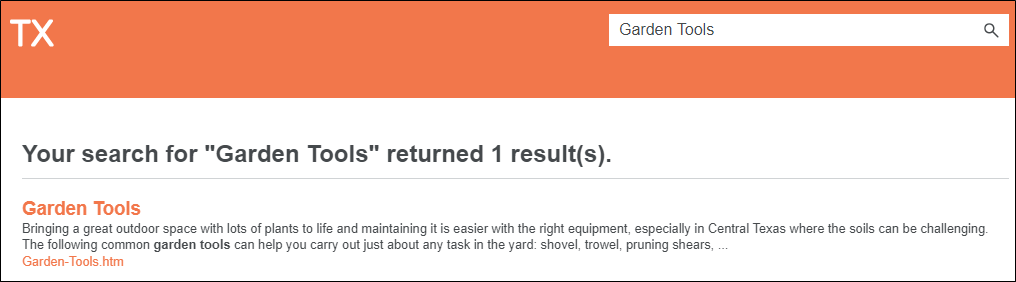 TX
Garden Tools
Your search for "Garden Tools" returned 1 result(s).
Garden Tools
Bringing a great outdoor space with lots of plants to life and maintaining it is easier with the right equipment, especially in Central Texas where the soils can be challenging.
The following common garden tools can help you carry out just about any task in the yard: shovel, trowel, pruning shears, ...
Garden-Tools.htm